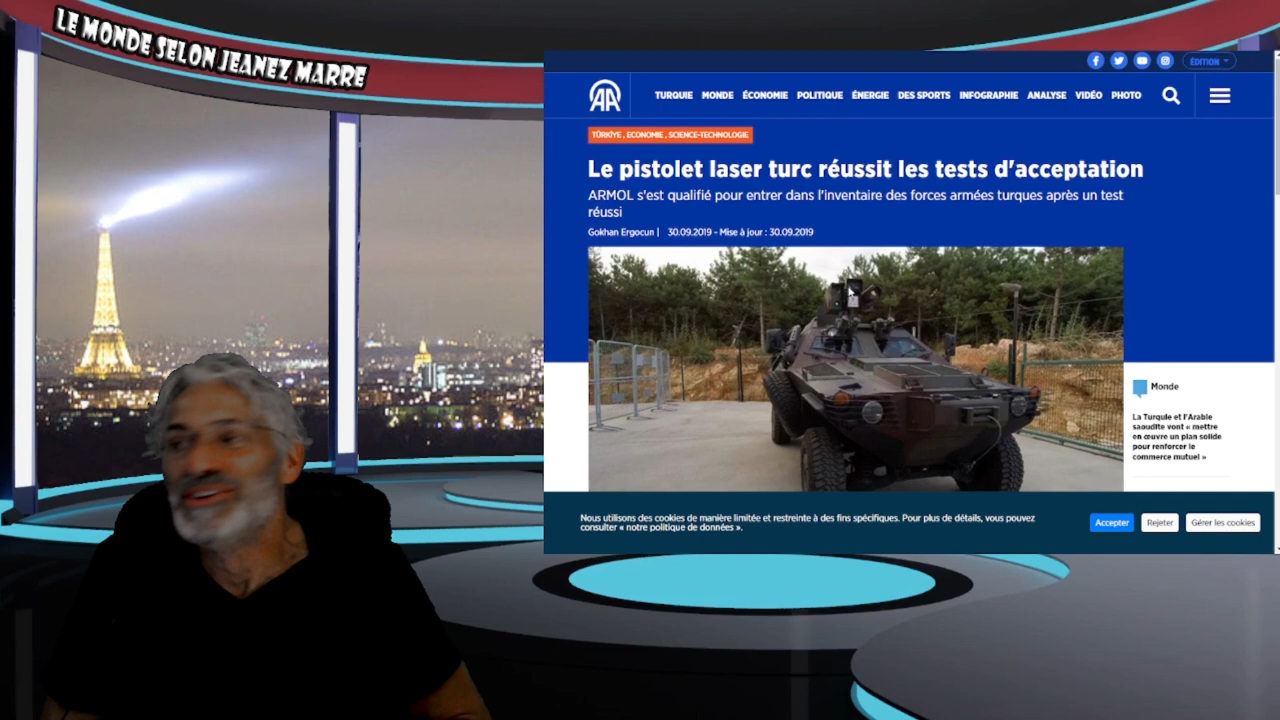 LE MONDE SELON JEANEZ MARRE
ÉDITION
AA
TURQUIE MONDE ÉCONOMIE POLITIQUE ÉNERGIE DES SPORTS INFOGRAPHIE ANALYSE VIDÉO PHOTO
TÜRKİYE , ECONOMIE , SCIENCE-TECHNOLOGIE
Le pistolet laser turc réussit les tests d'acceptation
ARMOL s'est qualifié pour entrer dans l'inventaire des forces armées turques après un test
réussi
Gokhan Ergocun | 30.09.2019 - Mise à jour : 30.09.2019
Monde
La Turquie et l'Arabie
saoudite vont « mettre
en œuvre un plan solide
pour renforcer le
commerce mutuel »
Nous utilisons des cookies de manière limitée et restreinte à des fins spécifiques. Pour plus de détails, vous pouvez
consulter « notre politique de données ».
Accepter Rejeter Gérer les cookies